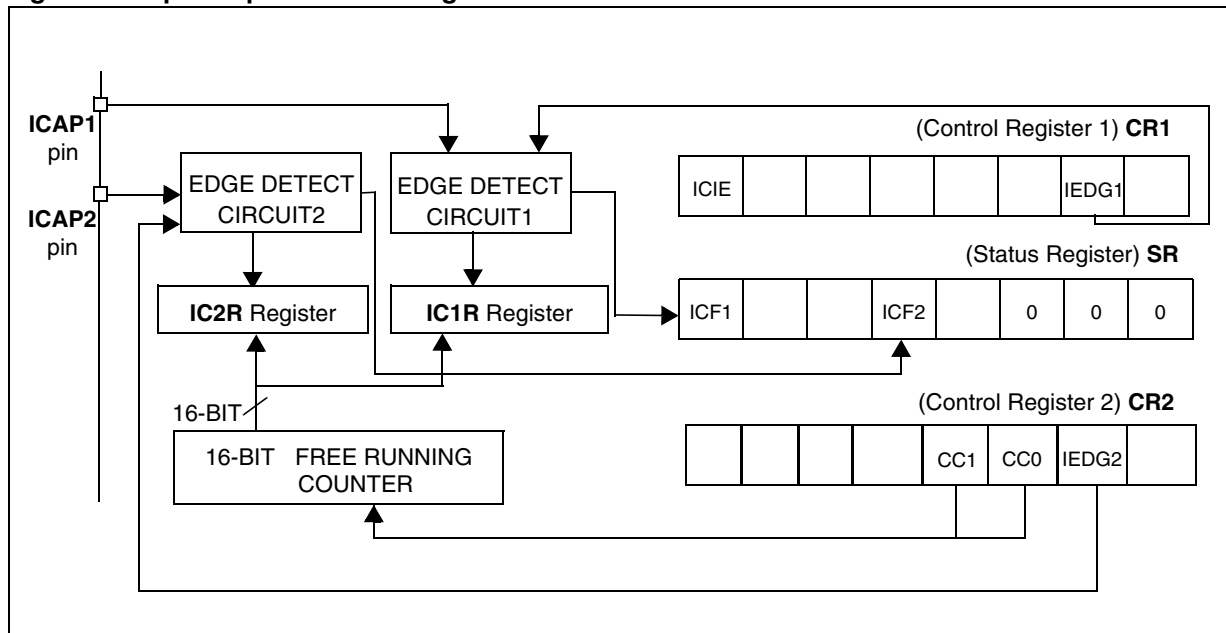 ICAP1
pin
ICAP2
pin
EDGE DETECT
CIRCUIT2
EDGE DETECT
CIRCUIT1
IC2R Register
IC1R Register
16-BIT
16-BIT FREE RUNNING
COUNTER
(Control Register 1) CR1
ICIE IEDG1
(Status Register) SR
ICF1 ICF2 0 0 0
(Control Register 2) CR2
CC1 CC0 IEDG2